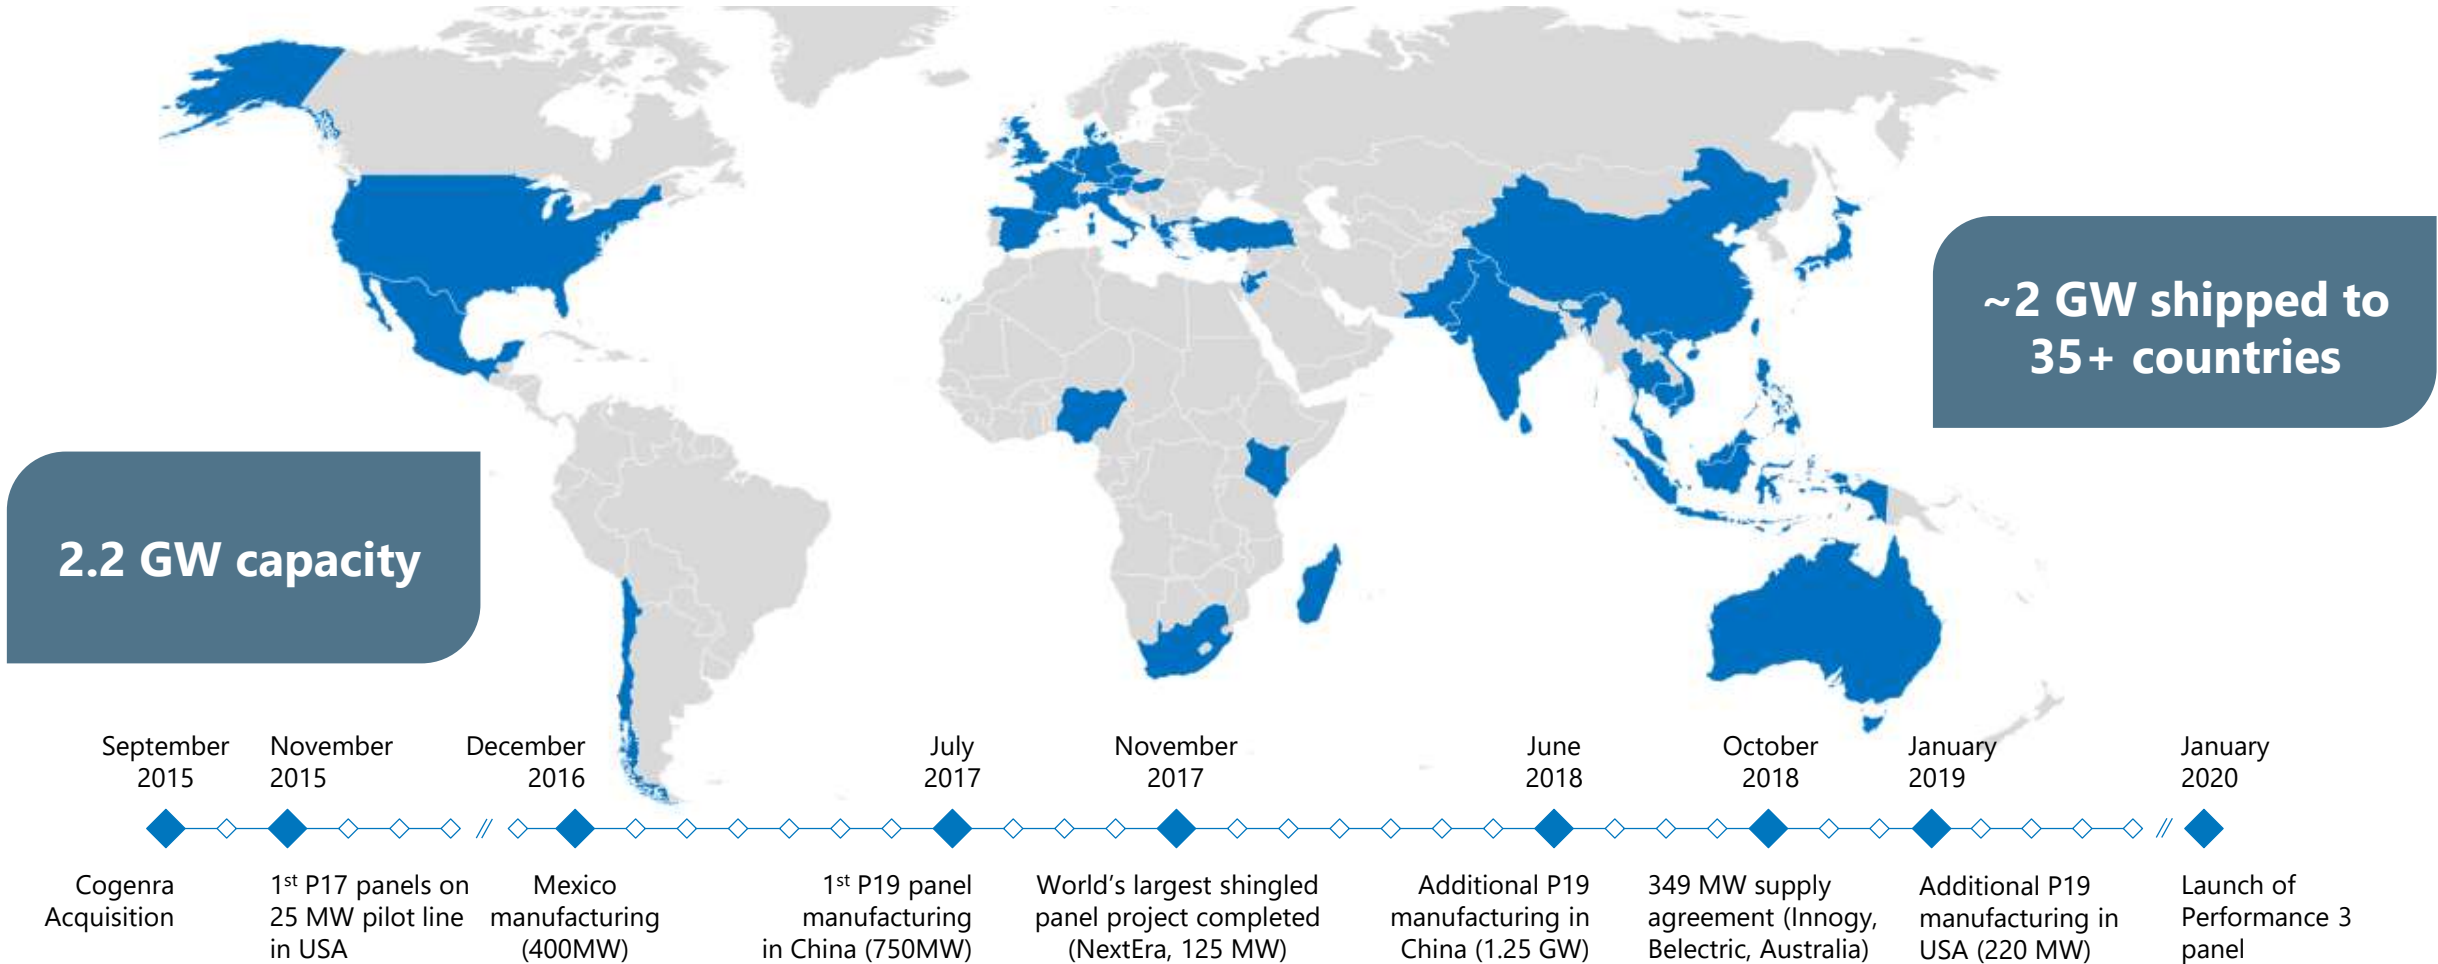 ~2 GW shipped to
35+ countries
2.2 GW capacity
September
2015
November
2015
December
2016
July
2017
November
2017
June
2018
October
2018
January
2019
January
2020
Cogenra
Acquisition
1st P17 panels on
25 MW pilot line
in USA
Mexico
manufacturing
(400MW)
1st P19 panel
manufacturing
in China (750MW)
World’s largest shingled
panel project completed
(NextEra, 125 MW)
Additional P19
manufacturing in
China (1.25 GW)
349 MW supply
agreement (Innogy,
Belectric, Australia)
Additional P19
manufacturing in
USA (220 MW)
Launch of
Performance 3
panel